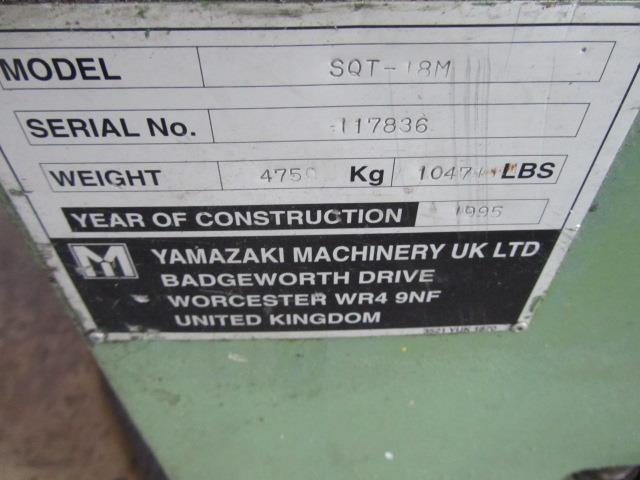 MODEL SQT-18M
SERIAL No. 117836
WEIGHT Kg LBS
YEAR OF CONSTRUCTION 1995
YAMAZAKI MACHINERY UK LTD
BADGEWORTH DRIVE
WORCESTER WR4 9NF
UNITED KINGDOM